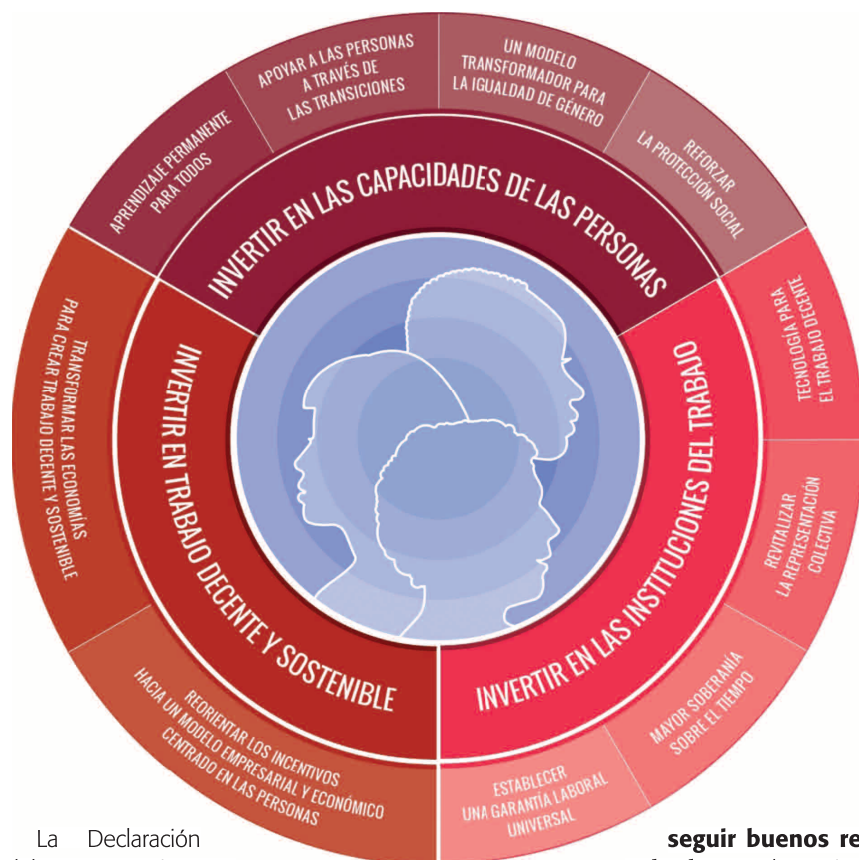 APRENDIZAJE PERMANENTE
PARA TODOS
APOYAR A LAS PERSONAS
A TRAVÉS DE
LAS TRANSICIONES
UN MODELO
TRANSFORMADOR PARA
LA IGUALDAD DE GÉNERO
REFORZAR
LA PROTECCIÓN SOCIAL
INVERTIR EN LAS CAPACIDADES DE LAS PERSONAS
TECNOLOGÍA PARA
EL TRABAJO DECENTE
REVITALIZAR
LA REPRESENTACIÓN
COLECTIVA
MAYOR SOBERANÍA
SOBRE EL TIEMPO
ESTABLECER
UNA GARANTÍA LABORAL
UNIVERSAL
INVERTIR EN LAS INSTITUCIONES DEL TRABAJO
TRANSFORMAR LAS ECONOMÍAS
PARA CREAR TRABAJO DECENTE Y SOSTENIBLE
REORIENTAR LOS INCENTIVOS
HACIA UN MODELO EMPRESARIAL Y ECONÓMICO
CENTRADO EN LAS PERSONAS
INVERTIR EN TRABAJO DECENTE Y SOSTENIBLE
La Declaración
seguir buenos re